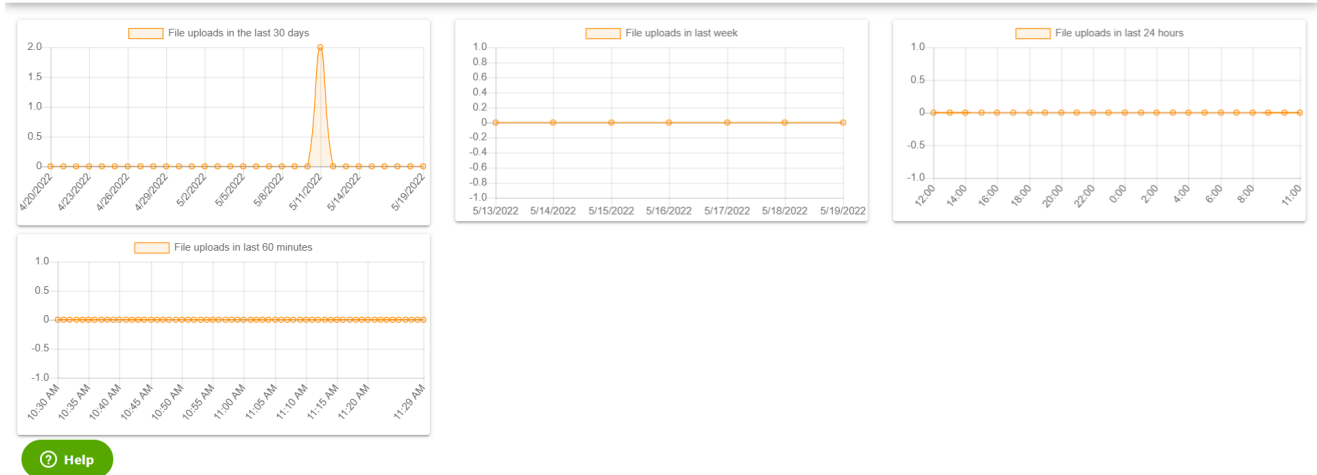 File uploads in the last 30 days
2.0
1.5
1.0
0.5
0
4/20/2022 4/23/2022 4/26/2022 4/29/2022 5/2/2022 5/5/2022 5/8/2022 5/11/2022 5/14/2022 5/19/2022
File uploads in last week
1.0
0.8
0.6
0.4
0.2
0
-0.2
-0.4
-0.6
-0.8
-1.0
5/13/2022 5/14/2022 5/15/2022 5/16/2022 5/17/2022 5/18/2022 5/19/2022
File uploads in last 24 hours
1.0
0.5
0
-0.5
-1.0
12:00 14:00 16:00 18:00 20:00 22:00 0:00 2:00 4:00 6:00 8:00 11:00
File uploads in last 60 minutes
1.0
0.5
0
-0.5
-1.0
10:30 AM 10:35 AM 10:40 AM 10:45 AM 10:50 AM 10:55 AM 11:00 AM 11:05 AM 11:10 AM 11:15 AM 11:20 AM 11:29 AM
Help